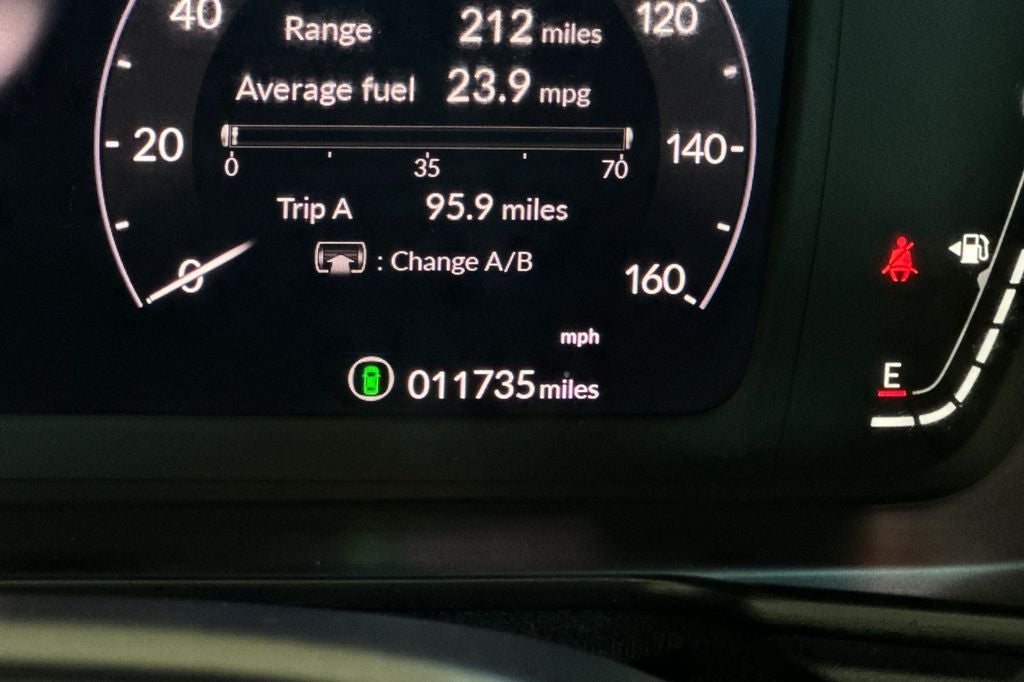 40 120
Range 212 miles
Average fuel 23.9 mpg
20 140
0 35 70
Trip A 95.9 miles
: Change A/B
0 160
mph
E
011735 miles